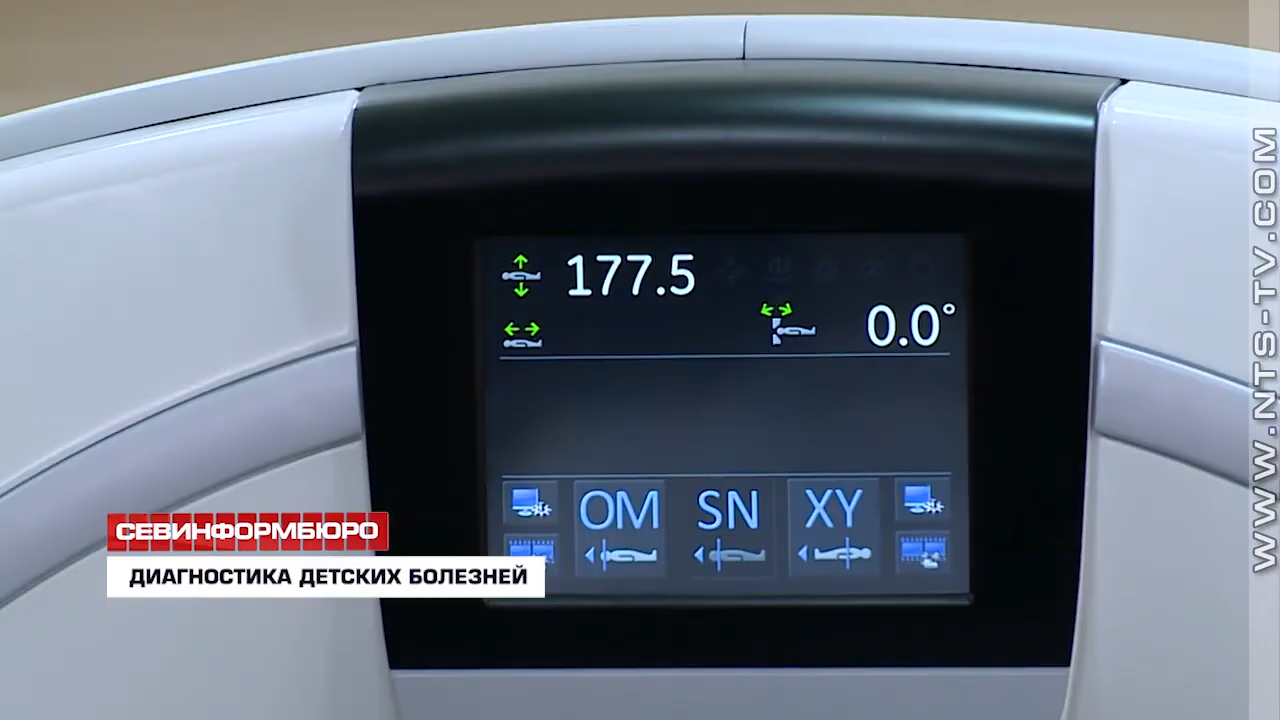 177.5
0.0°
OM SN XY
СЕВИНФОРМБЮРО
ДИАГНОСТИКА ДЕТСКИХ БОЛЕЗНЕЙ
WWW.NTS-TV.COM